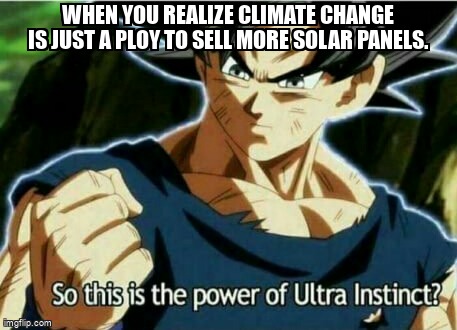 WHEN YOU REALIZE CLIMATE CHANGE
IS JUST A PLOY TO SELL MORE SOLAR PANELS.
So this is the power of Ultra Instinct?
imgflip.com